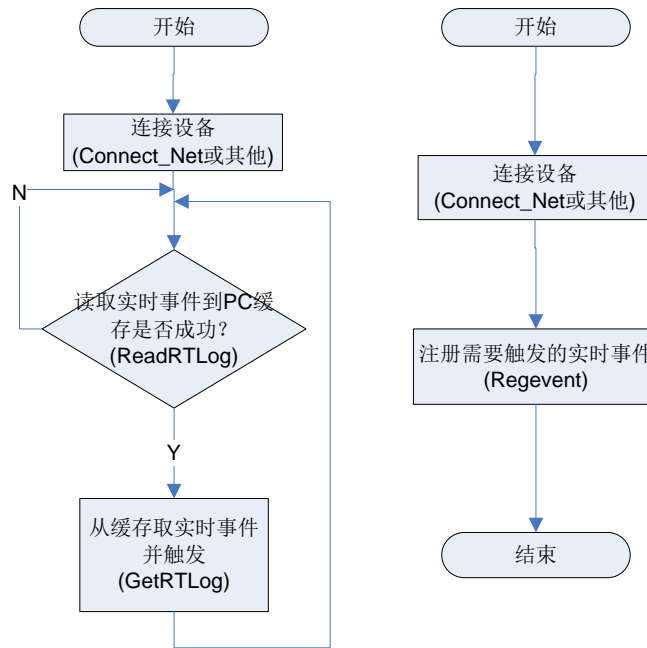 开始
连接设备
(Connect_Net或其他)
N
读取实时事件到PC缓
存是否成功？
(ReadRTLog)
Y
从缓存取实时事件
并触发
(GetRTLog)
开始
连接设备
(Connect_Net或其他)
注册需要触发的实时事件
(Regevent)
结束